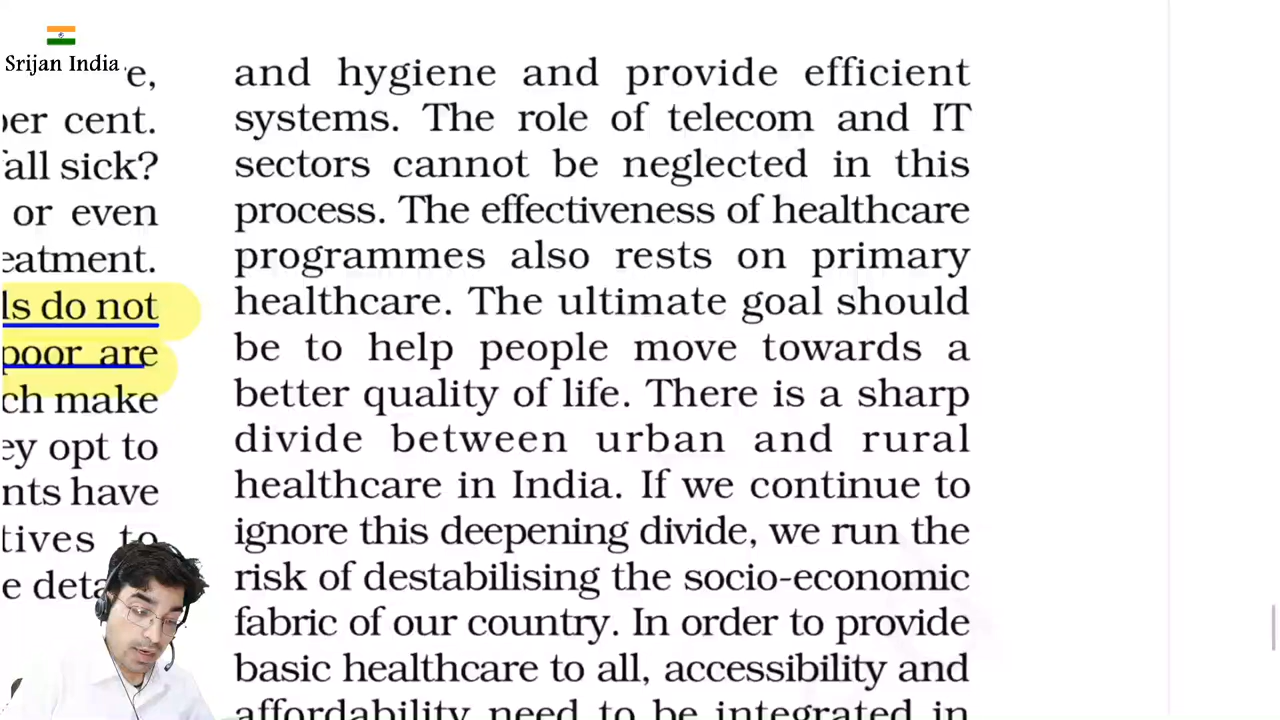 Srijan India
e,
per cent.
fall sick?
or even
eatment.
ls do not
poor are
ch make
ey opt to
nts have
tives to
e deta
and hygiene and provide efficient
systems. The role of telecom and IT
sectors cannot be neglected in this
process. The effectiveness of healthcare
programmes also rests on primary
healthcare. The ultimate goal should
be to help people move towards a
better quality of life. There is a sharp
divide between urban and rural
healthcare in India. If we continue to
ignore this deepening divide, we run the
risk of destabilising the socio-economic
fabric of our country. In order to provide
basic healthcare to all, accessibility and
affordability need to be integrated in